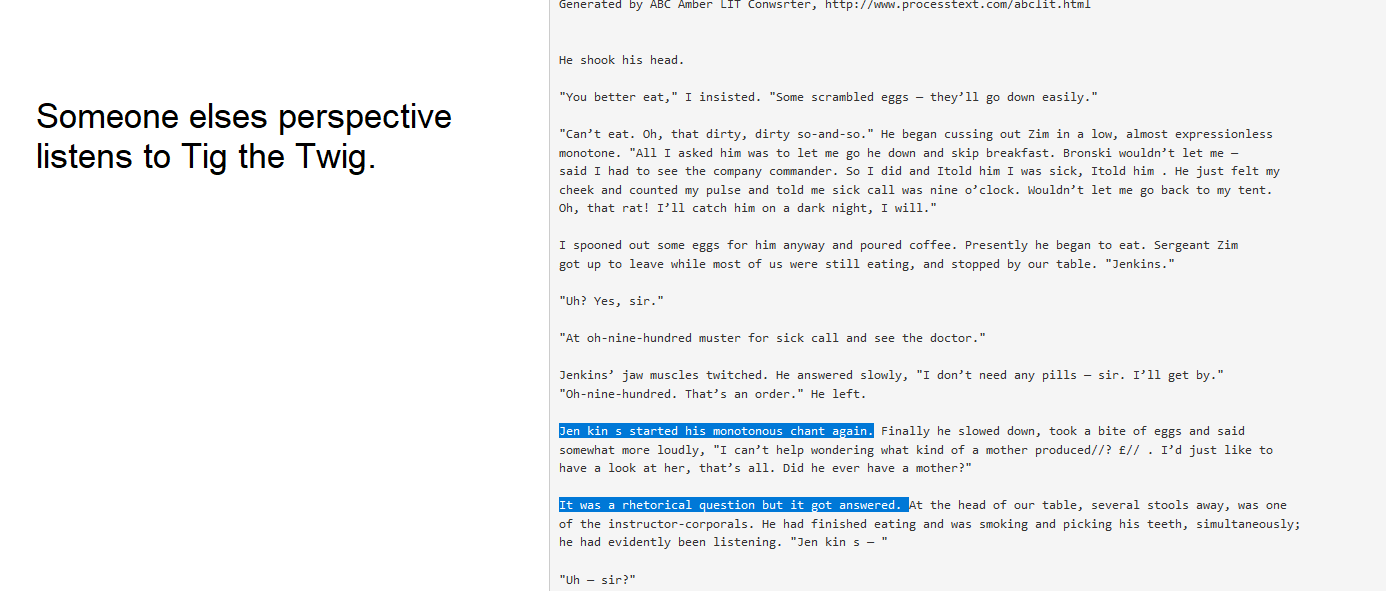 Someone elses perspective
listens to Tig the Twig.
Generated by ABC Amber LIT Conwsrter, http://www.processtext.com/abclit.html
He shook his head.
"You better eat," I insisted. "Some scrambled eggs — they’ll go down easily."
"Can’t eat. Oh, that dirty, dirty so-and-so." He began cussing out Zim in a low, almost expressionless
monotone. "All I asked him was to let me go he down and skip breakfast. Bronski wouldn’t let me —
said I had to see the company commander. So I did and Itold him I was sick, Itold him . He just felt my
cheek and counted my pulse and told me sick call was nine o’clock. Wouldn’t let me go back to my tent.
Oh, that rat! I’ll catch him on a dark night, I will."
I spooned out some eggs for him anyway and poured coffee. Presently he began to eat. Sergeant Zim
got up to leave while most of us were still eating, and stopped by our table. "Jenkins."
"Uh? Yes, sir."
"At oh-nine-hundred muster for sick call and see the doctor."
Jenkins’ jaw muscles twitched. He answered slowly, "I don’t need any pills — sir. I’ll get by."
"Oh-nine-hundred. That’s an order." He left.
Jen kin s started his monotonous chant again. Finally he slowed down, took a bite of eggs and said
somewhat more loudly, "I can’t help wondering what kind of a mother produced//? £// . I’d just like to
have a look at her, that’s all. Did he ever have a mother?"
It was a rhetorical question but it got answered. At the head of our table, several stools away, was one
of the instructor-corporals. He had finished eating and was smoking and picking his teeth, simultaneously;
he had evidently been listening. "Jen kin s — "
"Uh — sir?"